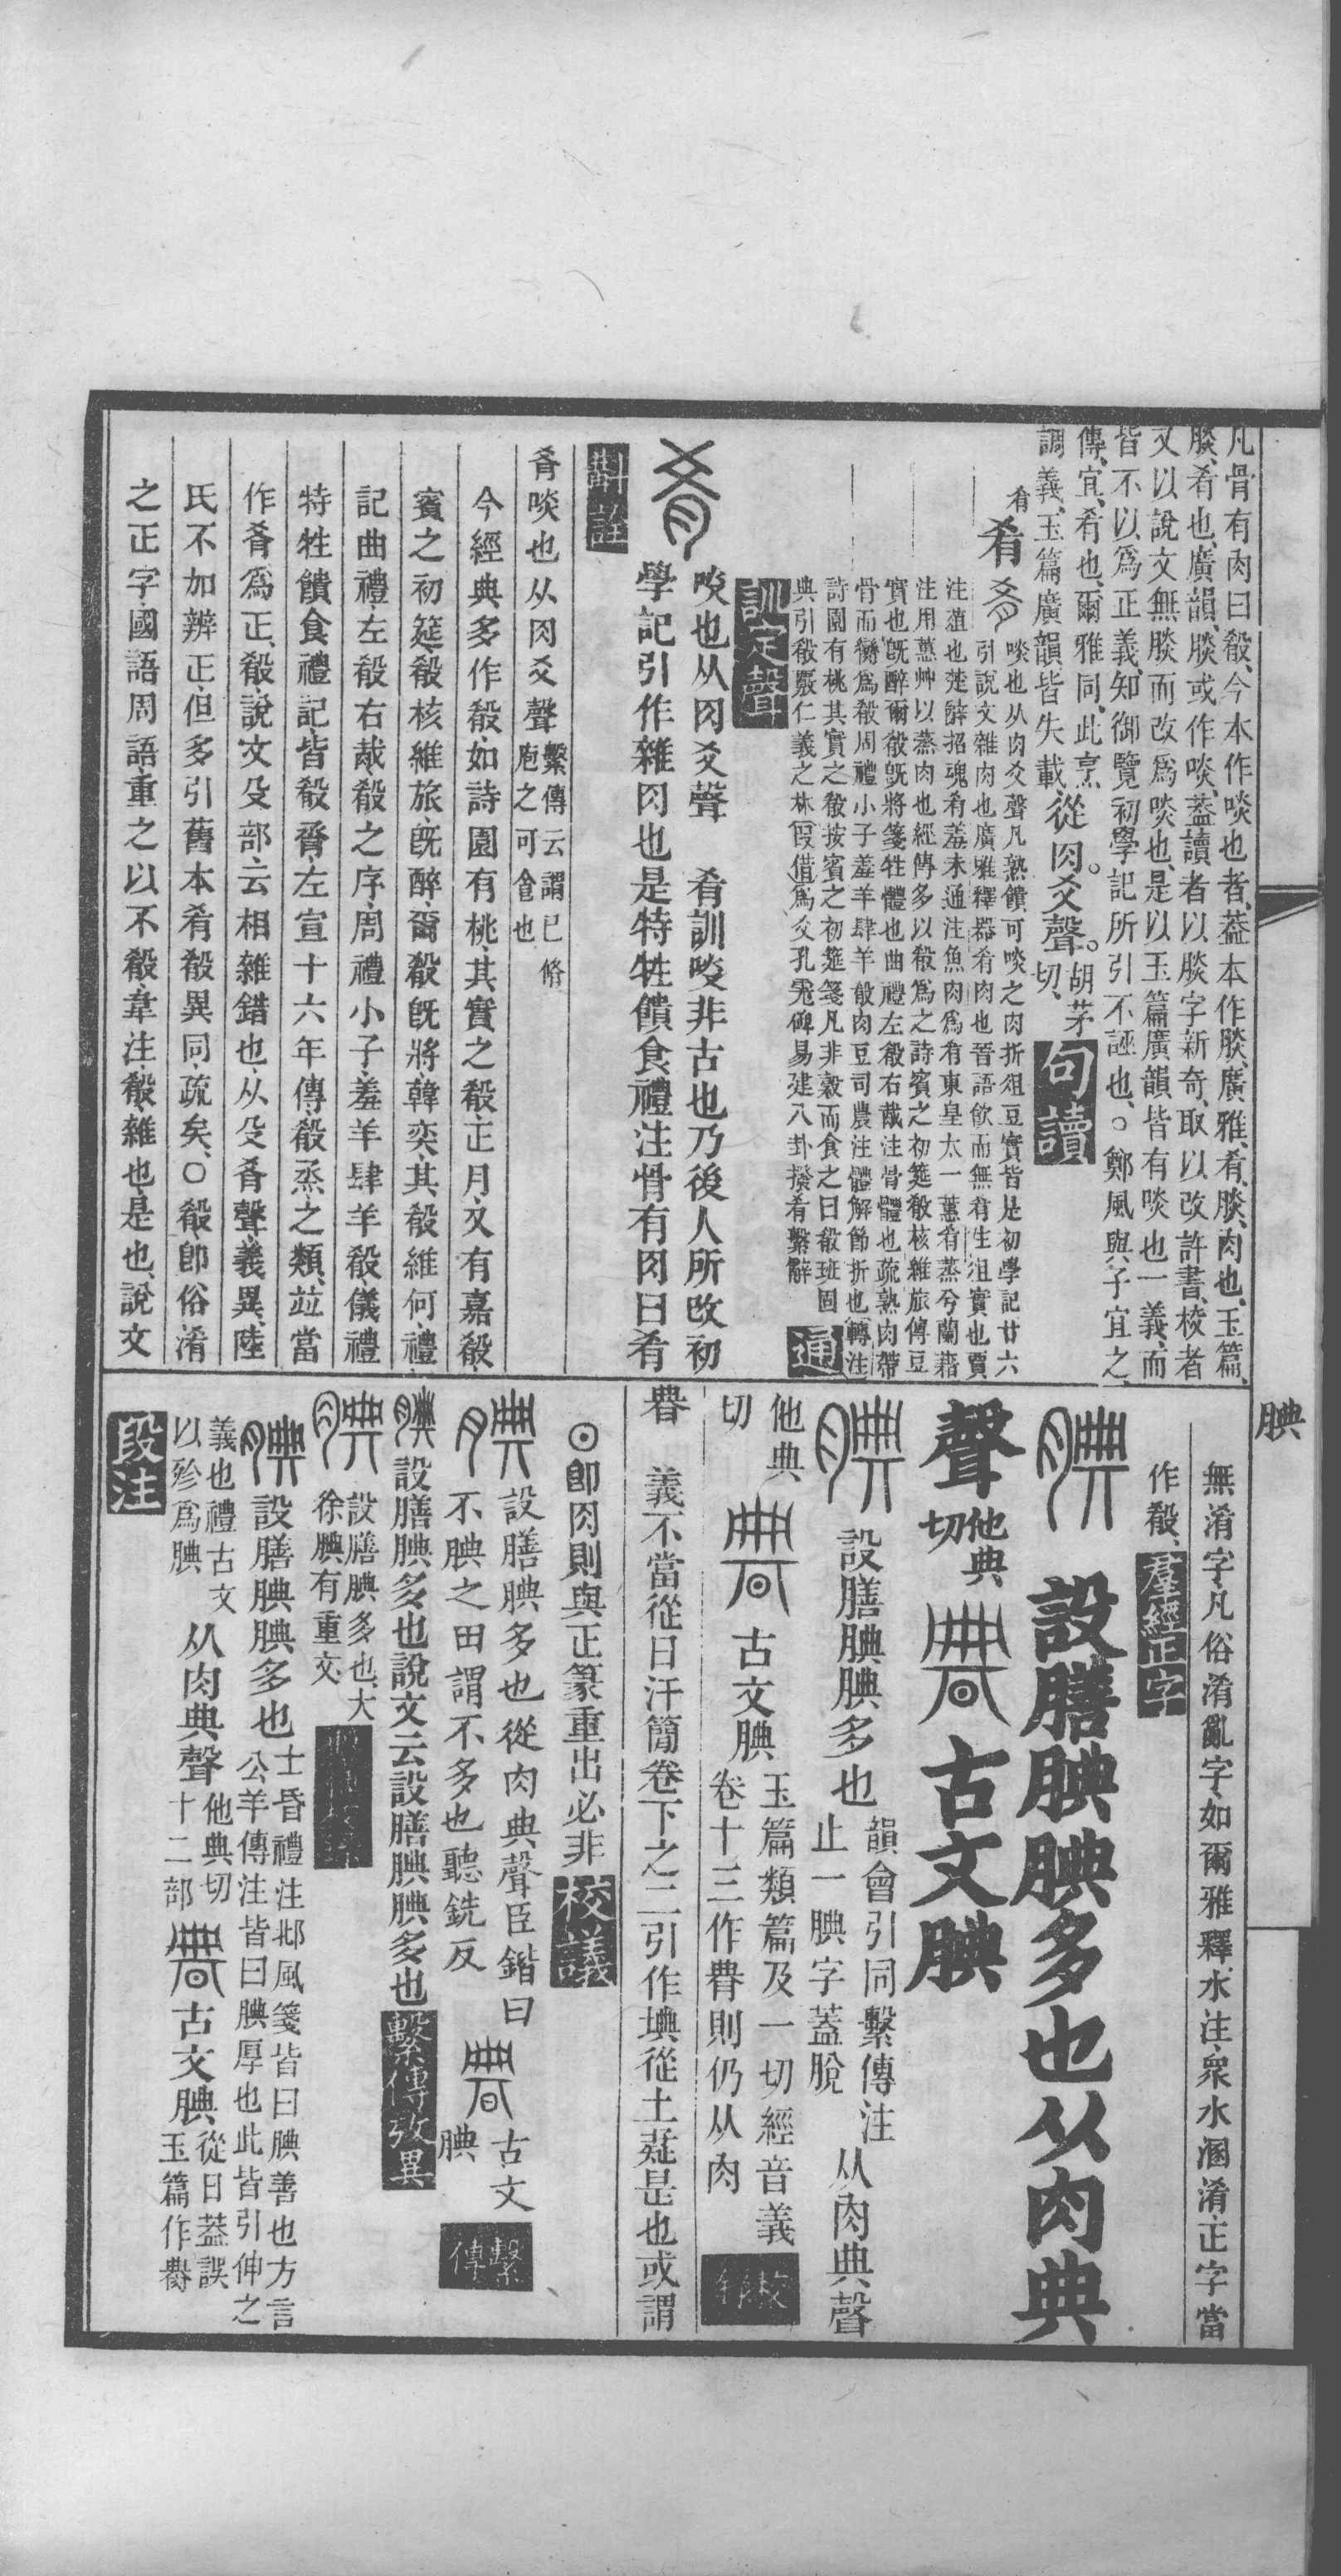 凡骨有肉曰殽、今本作啖也者、葢本作膎、廣雅、肴、膎、肉也、玉篇、
膎、肴也、廣韻、膎或作啖、葢讀者以膎字新奇、取以改許書、校者
又以說文無膎而改爲啖也、是以玉篇廣韻皆有啖也一義、而
皆不以爲正義、知御覽初學記所引不誣也、○鄭風與子宜之、
傳、宜、肴也、爾雅同、此烹
調義、玉篇廣韻、皆失載、從肉。爻聲。胡茅
切、
句讀
肴
肴
啖也从肉爻聲凡熟饋可啖之肉折俎豆實皆是初學記廿六
引說文雜肉也廣雅釋器肴肉也晉語飮而無肴注俎實也賈
注葅也楚辭招魂肴羞未通注魚肉爲肴東皇太一蕙肴蒸兮蘭藉
注用蕙艸以蒸肉也經傳多以殽爲之詩賓之初筵殽核維旅傳豆
實也旣醉爾殽旣將箋牲體也曲禮左殽右胾注骨體也疏熟肉帶
骨而臠爲殽周禮小子羞羊肆羊殽肉豆司農注體解節折也轉注
詩園有桃其實之殽按賓之初筵箋凡非穀而食之曰殽班固
典引殽覈仁義之林叚借爲爻孔宂碑易建八卦揆肴繫辭
通
訓定聲
啖也从肉爻聲 肴訓啖非古也乃後人所改初
學記引作雜肉也是特牲饋食禮注骨有肉曰肴
斠詮
肴啖也从肉爻聲
繫傳云謂已脩
庖之可食也
今經典多作殽、如詩園有桃、其實之殽、正月、又有嘉殽、
賓之初筵、殽核維旅、旣醉、爾殽旣將、韓奕、其殽維何、禮
記曲禮、左殽右胾、殽之序、周禮小子、羞羊肆羊殽、儀禮
特牲饋食禮記、皆殽脀、左宣十六年傳、殽烝之類、竝當
作肴爲正、殽、說文殳部、云相雜錯也、从殳肴聲、義異、陸
氏不加辨正、但多引舊本肴殽異同、疏矣、○殽、卽俗淆
之正字、國語周語、重之以不殽、韋注、殽、雜也、是也、說文
腆
無淆字、凡俗淆亂字、如爾雅釋水注、衆水溷淆、正字當
作殽、
羣經正字
設膳腆腆多也从肉典
聲
他典
切
古文腆
設膳腆腆多也
韻會引同繫傳注
止一腆字蓋脫
从肉典聲
他典
切
古文腆
玉篇類篇及一切經音義
卷十三作朁則仍从肉
校錄
朁 義不當從日汗簡卷下之二引作㙉從土疑是也或謂
⊙卽肉則與正篆重出必非
校議
設膳腆多也從肉典聲臣鍇曰
不腆之田謂不多也聽銑反
古文
腆
繫
傳
設膳腆多也說文云設膳腆腆多也
繫傳攷異
設膳腆多也、大
徐腆有重文、
設膳腆腆多也
士昏禮注邶風箋皆曰腆善也方言
公羊傳注皆曰腆厚也此皆引伸之
義也禮古文
以殄爲腆
从肉典聲
他典切
十二部
古文腆
從日葢誤
玉篇作
段注